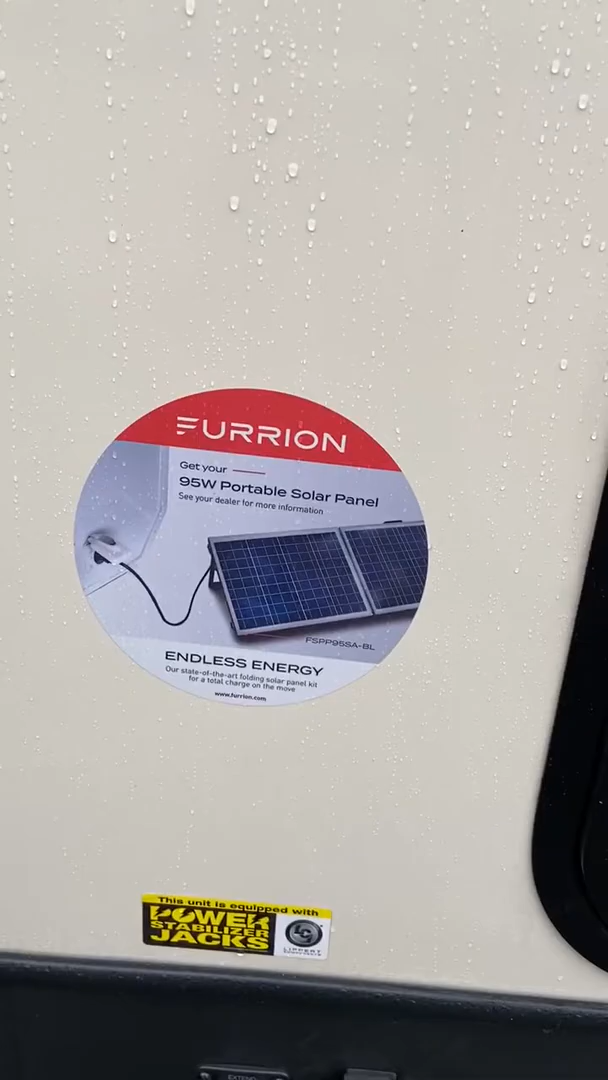 FURRION
Get your
95W Portable Solar Panel
See your dealer for more information
FSPP95SA-BL
ENDLESS ENERGY
Our state-of-the-art folding solar panel kit
for a total charge on the move
www.furrion.com
This unit is equipped with
POWER
STABILIZER
JACKS
LIPPERT
EXTEND